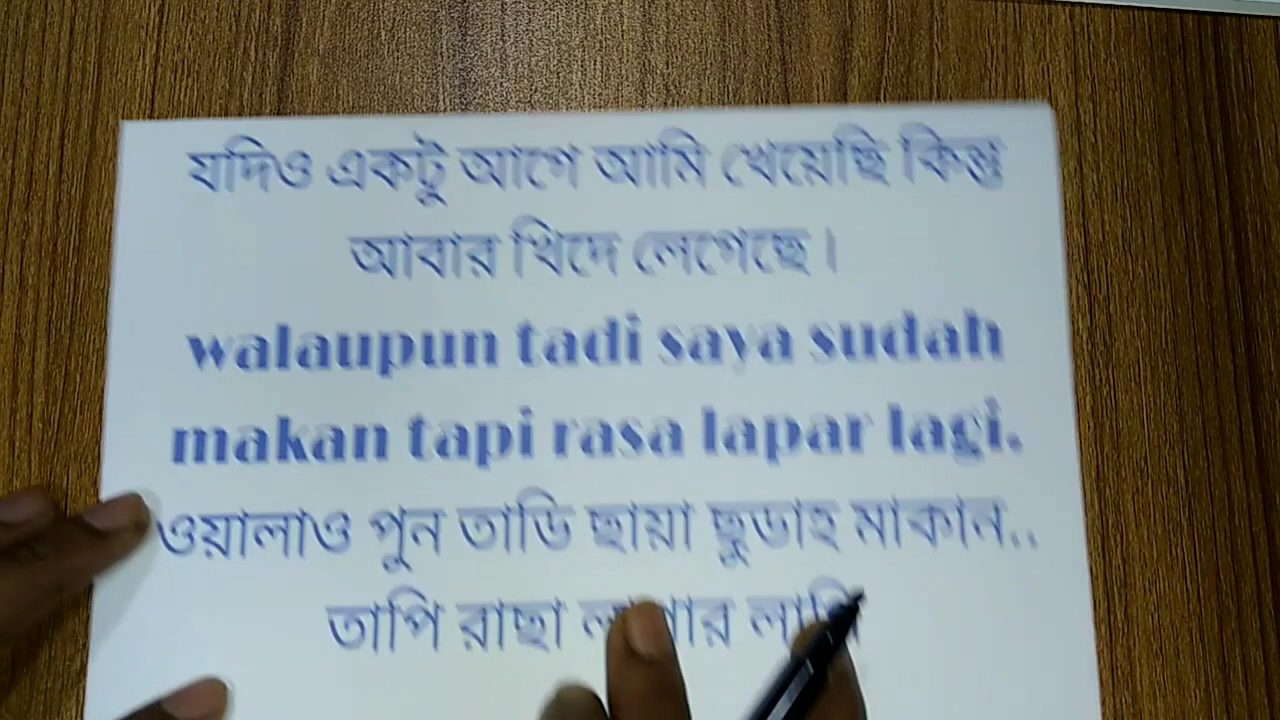 যদিও একটু আগে আমি খেয়েছি কিন্তু
আবার খিদে লেগেছে।
walaupun tadi saya sudah
makan tapi rasa lapar lagi.
ওয়ালাও পুন তাডি ছায়া ছুডাহ মাকান..
তাপি রাছা